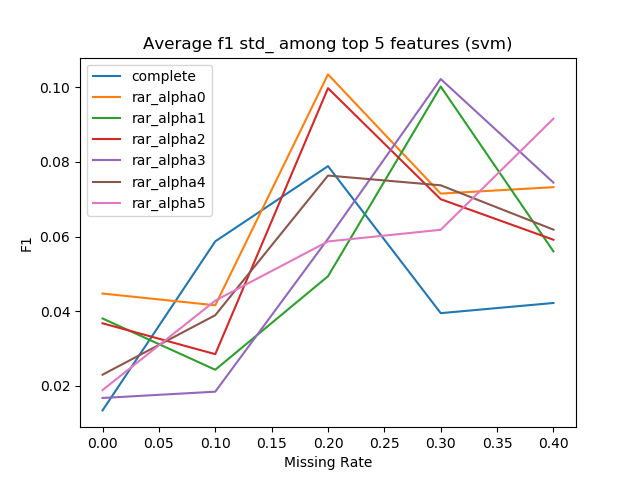 Average f1 std_ among top 5 features (svm)
complete
rar_alpha0
rar_alpha1
rar_alpha2
rar_alpha3
rar_alpha4
rar_alpha5
0.10
0.08
0.06
0.04
0.02
F1
0.00 0.05 0.10 0.15 0.20 0.25 0.30 0.35 0.40
Missing Rate